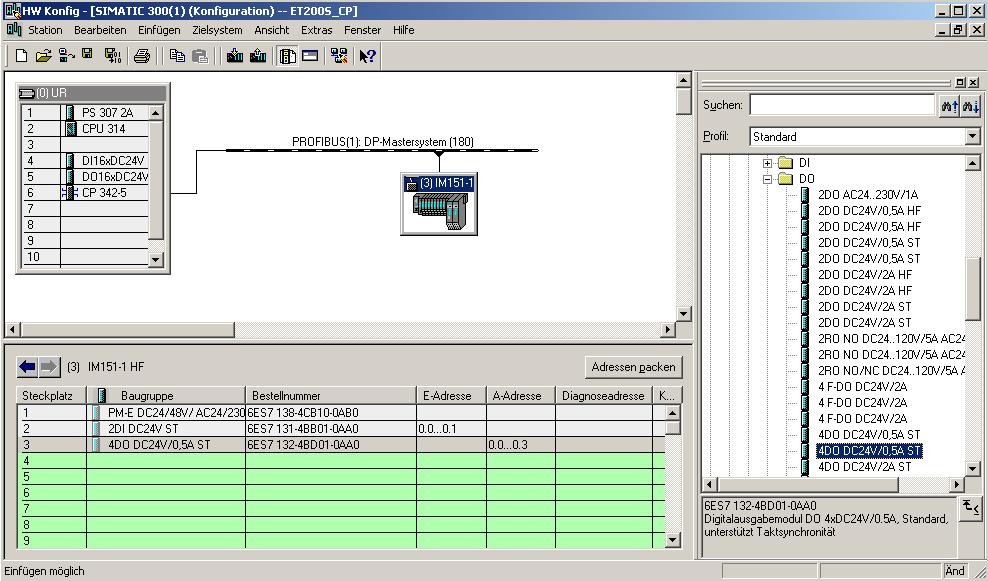 HW Konfig - [SIMATIC 300(1) (Konfiguration) -- ET200S_CP]
Station Bearbeiten Einfügen Zielsystem Ansicht Extras Fenster Hilfe
(0) UR
1 PS 307 2A
2 CPU 314
3
4 DI16xDC24V
5 DO16xDC24V
6 CP 342-5
7
8
9
10
PROFIBUS(1): DP-Mastersystem (180)
(3) IM151-1
Suchen:
Profil: Standard
DI
DO
2DO AC24..230V/1A
2DO DC24V/0,5A HF
2DO DC24V/0,5A HF
2DO DC24V/0,5A ST
2DO DC24V/0,5A ST
2DO DC24V/2A HF
2DO DC24V/2A HF
2DO DC24V/2A ST
2DO DC24V/2A ST
2RO NO DC24..120V/5A AC24
2RO NO DC24..120V/5A AC24
2RO NO/NC DC24..120V/5A A
4 F-DO DC24V/2A
4 F-DO DC24V/2A
4 F-DO DC24V/2A
4DO DC24V/0,5A ST
4DO DC24V/0,5A ST
4DO DC24V/2A ST
6ES7 132-4BD01-0AA0
Digitalausgabemodul DO 4xDC24V/0.5A, Standard,
unterstützt Taktsynchronität
(3) IM151-1 HF
Adressen packen
Steckplatz Baugruppe Bestellnummer E-Adresse A-Adresse Diagnoseadresse K...
1 PM-E DC24/48V/ AC24/230 6ES7 138-4CB10-0AB0
2 2DI DC24V ST 6ES7 131-4BB01-0AA0 0.0...0.1
3 4DO DC24V/0,5A ST 6ES7 132-4BD01-0AA0 0.0...0.3
4
5
6
7
8
9
Einfügen möglich
Änd